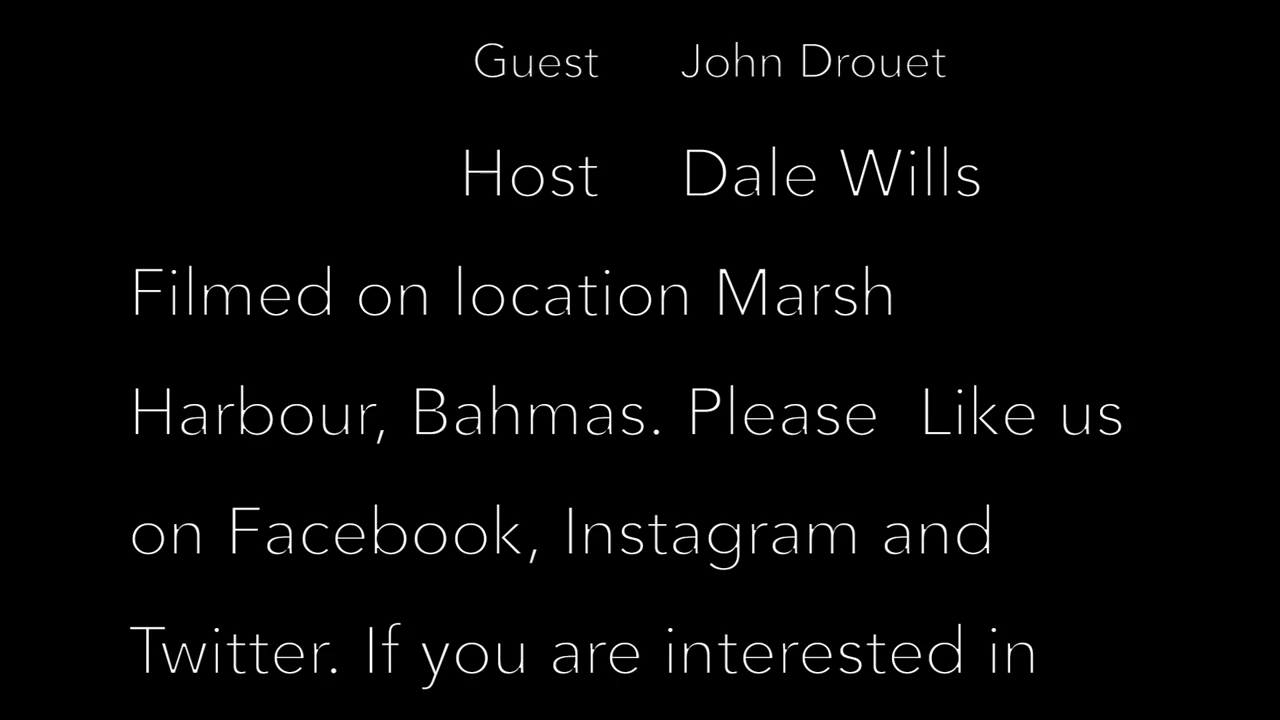 Guest John Drouet
Host Dale Wills
Filmed on location Marsh
Harbour, Bahmas. Please Like us
on Facebook, Instagram and
Twitter. If you are interested in